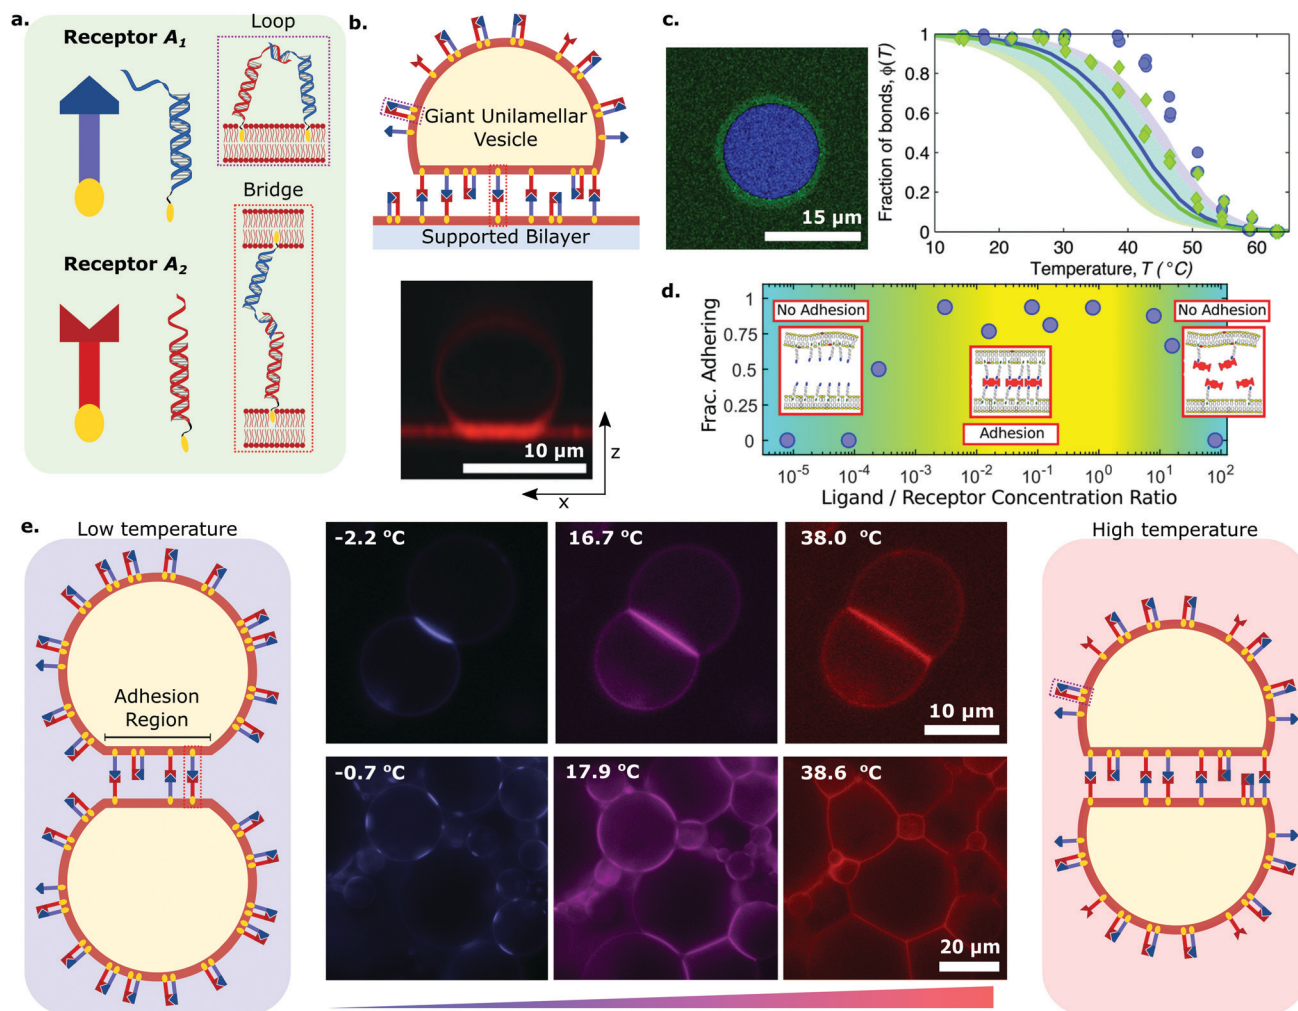 a.
Receptor A1
Loop
Bridge
Receptor A2
b.
Giant Unilamellar
Vesicle
Supported Bilayer
10 µm
z
x
c.
15 µm
Fraction of bonds, ϕ(T)
1
0.8
0.6
0.4
0.2
0
10
20
30
40
50
60
Temperature, T (°C)
d.
Frac. Adhering
1
0.75
0.5
0.25
0
No Adhesion
Adhesion
No Adhesion
10-5
10-4
10-3
10-2
10-1
100
101
102
Ligand / Receptor Concentration Ratio
e.
Low temperature
Adhesion
Region
-2.2 °C
16.7 °C
38.0 °C
10 µm
-0.7 °C
17.9 °C
38.6 °C
20 µm
High temperature